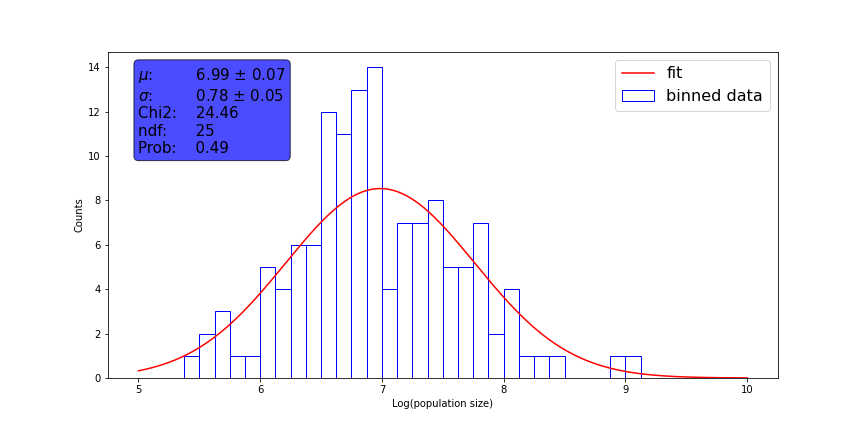 μ: 6.99 ± 0.07
σ: 0.78 ± 0.05
Chi2: 24.46
ndf: 25
Prob: 0.49
fit
binned data
14
12
10
8
6
4
2
0
Counts
5 6 7 8 9 10
Log(population size)